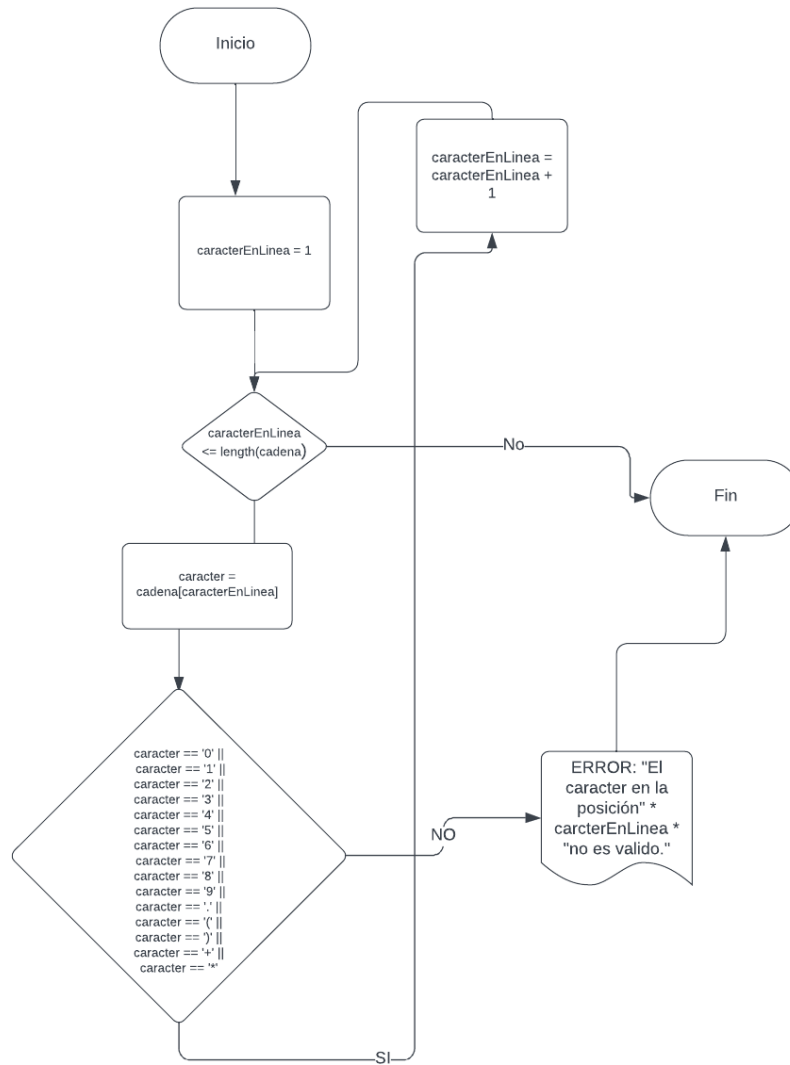 Inicio
caracterEnLinea =
caracterEnLinea +
1
caracterEnLinea = 1
caracterEnLinea
<= length(cadena)
No
Fin
caracter =
cadena[caracterEnLinea]
caracter == '0' ||
caracter == '1' ||
caracter == '2' ||
caracter == '3' ||
caracter == '4' ||
caracter == '5' ||
caracter == '6' ||
caracter == '7' ||
caracter == '8' ||
caracter == '9' ||
caracter == '.' ||
caracter == '(' ||
caracter == ')' ||
caracter == '+' ||
caracter == '*'
NO
ERROR: "El
caracter en la
posición" *
carcterEnLinea *
"no es valido."
SI